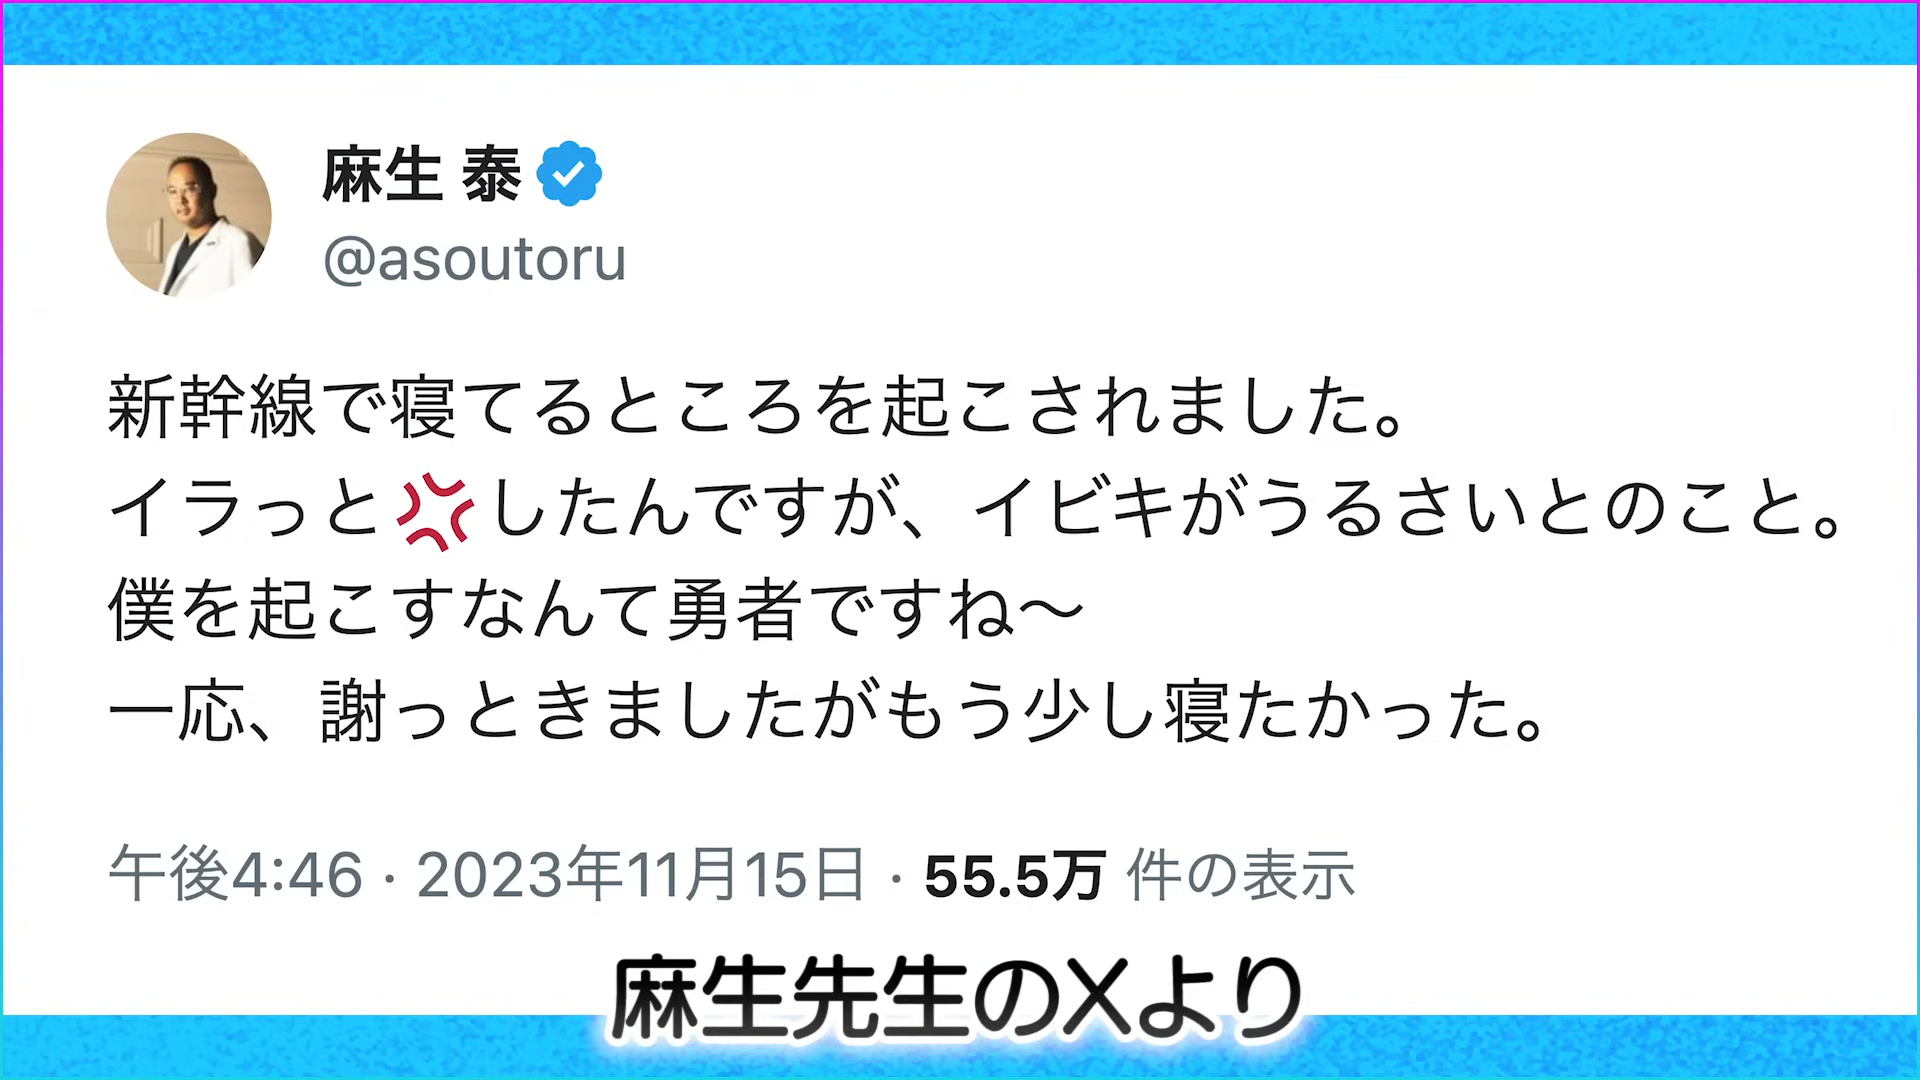 麻生 泰
@asoutoru
新幹線で寝てるところを起こされました。
イラっと💢したんですが、イビキがうるさいとのこと。
僕を起こすなんて勇者ですね〜
一応、謝っときましたがもう少し寝たかった。
午後4:46 · 2023年11月15日 · 55.5万 件の表示
麻生先生のXより